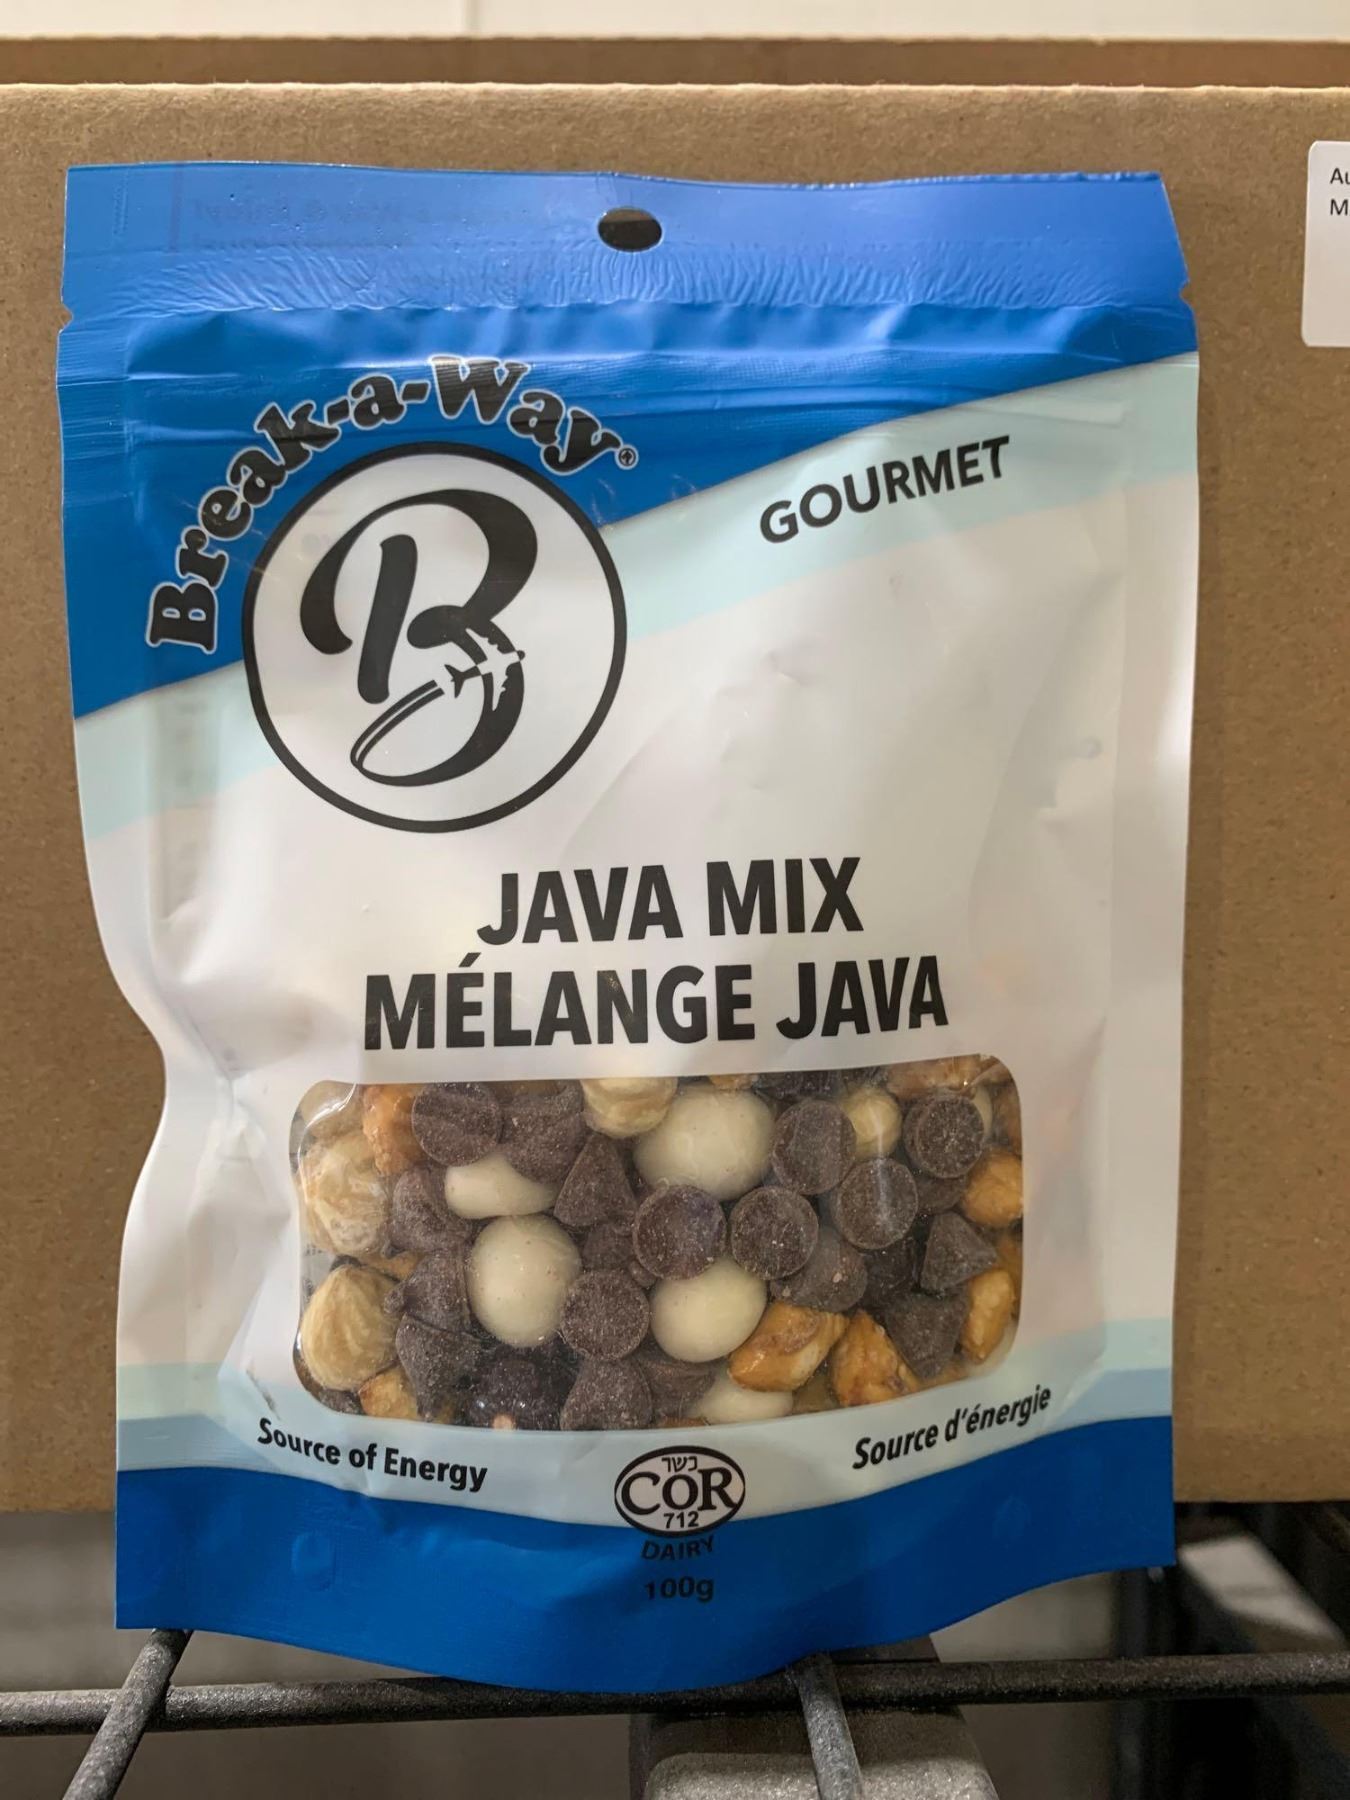 Break-a-Way®
B
GOURMET
JAVA MIX
MÉLANGE JAVA
Source of Energy
Source d'énergie
כשר
COR
712
DAIRY
100g